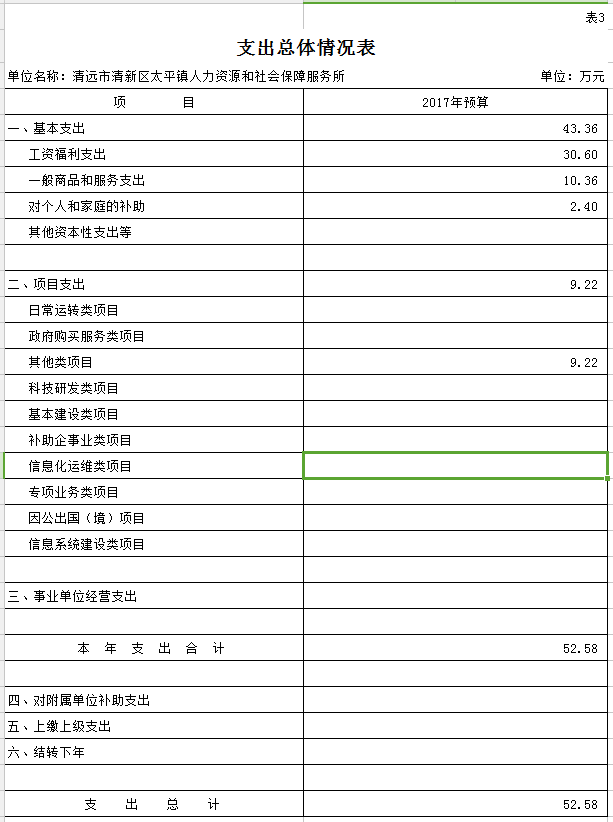 表3
支出总体情况表
单位名称：清远市清新区太平镇人力资源和社会保障服务所 单位：万元
项 目 2017年预算
一、基本支出 43.36
工资福利支出 30.60
一般商品和服务支出 10.36
对个人和家庭的补助 2.40
其他资本性支出等
二、项目支出 9.22
日常运转类项目
政府购买服务类项目
其他类项目 9.22
科技研发类项目
基本建设类项目
补助企事业类项目
信息化运维类项目
专项业务类项目
因公出国（境）项目
信息系统建设类项目
三、事业单位经营支出
本 年 支 出 合 计 52.58
四、对附属单位补助支出
五、上缴上级支出
六、结转下年
支 出 总 计 52.58